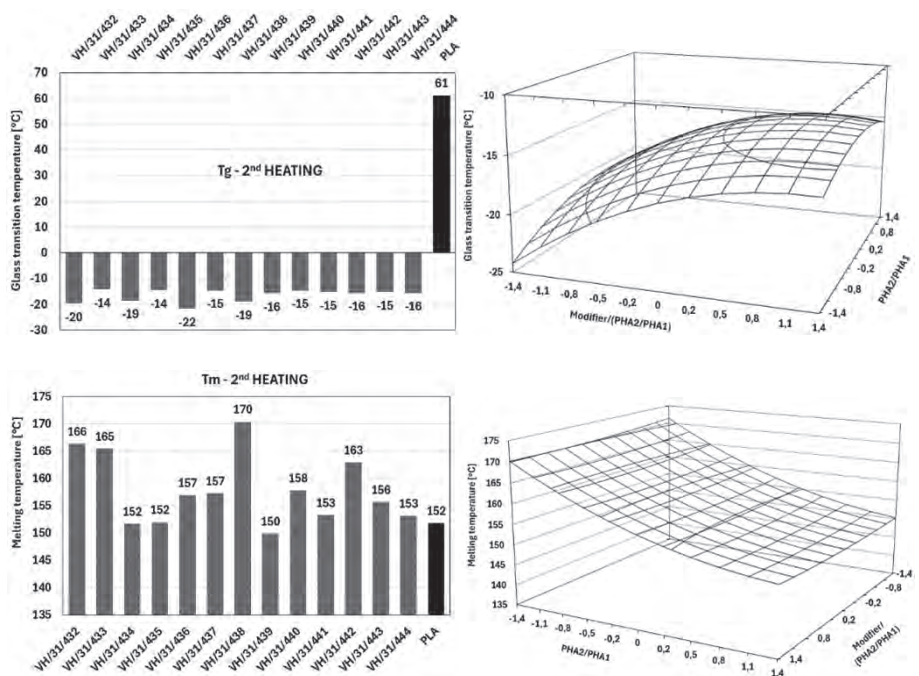 VH/31/432
VH/31/433
VH/31/434
VH/31/435
VH/31/436
VH/31/437
VH/31/438
VH/31/439
VH/31/440
VH/31/441
VH/31/442
VH/31/443
VH/31/444
PLA
Glass transition temperature [°C]
70
60
50
40
30
20
10
0
-10
-20
-30
Tg - 2nd HEATING
-20 -14 -19 -14 -22 -15 -19 -16 -15 -15 -16 -15 -16 61
Glass transition temperature [°C]
-10
-15
-20
-25
-1,4 -1,1 -0,8 -0,5 -0,2 0 0,2 0,5 0,8 1,1 1,4
Modifier/(PHA2/PHA1)
1,4
0,8
0,2
-0,2
-0,8
-1,4
PHA2/PHA1
Tm - 2nd HEATING
Melting temperature [°C]
175
170
165
160
155
150
145
140
135
166 165 152 152 157 157 170 150 158 153 163 156 153 152
VH/31/432
VH/31/433
VH/31/434
VH/31/435
VH/31/436
VH/31/437
VH/31/438
VH/31/439
VH/31/440
VH/31/441
VH/31/442
VH/31/443
VH/31/444
PLA
Melting temperature [°C]
175
170
165
160
155
150
145
140
135
-1,4 -1,1 -0,8 -0,5 -0,2 0 0,2 0,5 0,8 1,1 1,4
PHA2/PHA1
-1,4
-0,8
-0,2
0,2
0,8
1,4
Modifier/
(PHA2/PHA1)